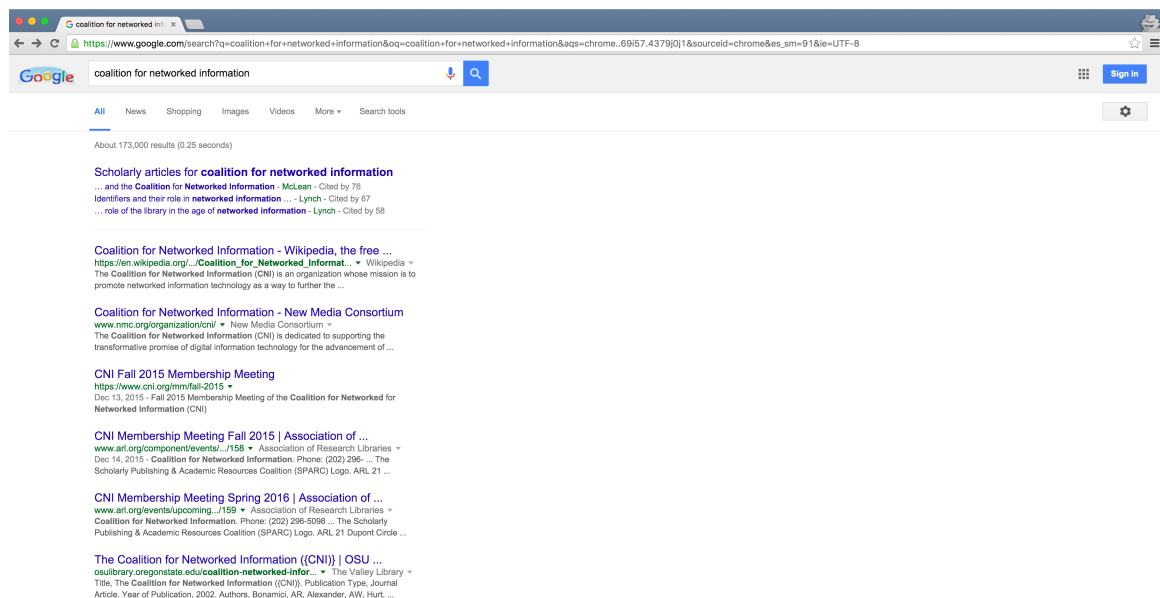 coalition for networked info
https://www.google.com/search?q=coalition+for+networked+information&oq=coalition+for+networked+information&aqs=chrome..69i57.4379j0j1&sourceid=chrome&es_sm=91&ie=UTF-8
Google
coalition for networked information
Sign in
All News Shopping Images Videos More Search tools
About 173,000 results (0.25 seconds)
Scholarly articles for coalition for networked information
... and the Coalition for Networked Information - McLean - Cited by 76
Identifiers and their role in networked information ... - Lynch - Cited by 67
... role of the library in the age of networked information - Lynch - Cited by 58
Coalition for Networked Information - Wikipedia, the free ...
https://en.wikipedia.org/.../Coalition_for_Networked_Informat... Wikipedia
The Coalition for Networked Information (CNI) is an organization whose mission is to
promote networked information technology as a way to further the ...
Coalition for Networked Information - New Media Consortium
www.nmc.org/organization/cni/ New Media Consortium
The Coalition for Networked Information (CNI) is dedicated to supporting the
transformative promise of digital information technology for the advancement of ...
CNI Fall 2015 Membership Meeting
https://www.cni.org/mm/fall-2015
Dec 13, 2015 - Fall 2015 Membership Meeting of the Coalition for Networked for
Networked Information (CNI)
CNI Membership Meeting Fall 2015 | Association of ...
www.arl.org/component/events/.../158 Association of Research Libraries
Dec 14, 2015 - Coalition for Networked Information. Phone: (202) 296- ... The
Scholarly Publishing & Academic Resources Coalition (SPARC) Logo. ARL 21 ...
CNI Membership Meeting Spring 2016 | Association of ...
www.arl.org/events/upcoming.../159 Association of Research Libraries
Coalition for Networked Information. Phone: (202) 296-5098 ... The Scholarly
Publishing & Academic Resources Coalition (SPARC) Logo. ARL 21 Dupont Circle ...
The Coalition for Networked Information ({CNI)} | OSU ...
osulibrary.oregonstate.edu/coalition-networked-infor... The Valley Library
Title, The Coalition for Networked Information ({CNI)}. Publication Type, Journal
Article. Year of Publication, 2002. Authors, Bonamici, AR, Alexander, AW, Hurt, ...